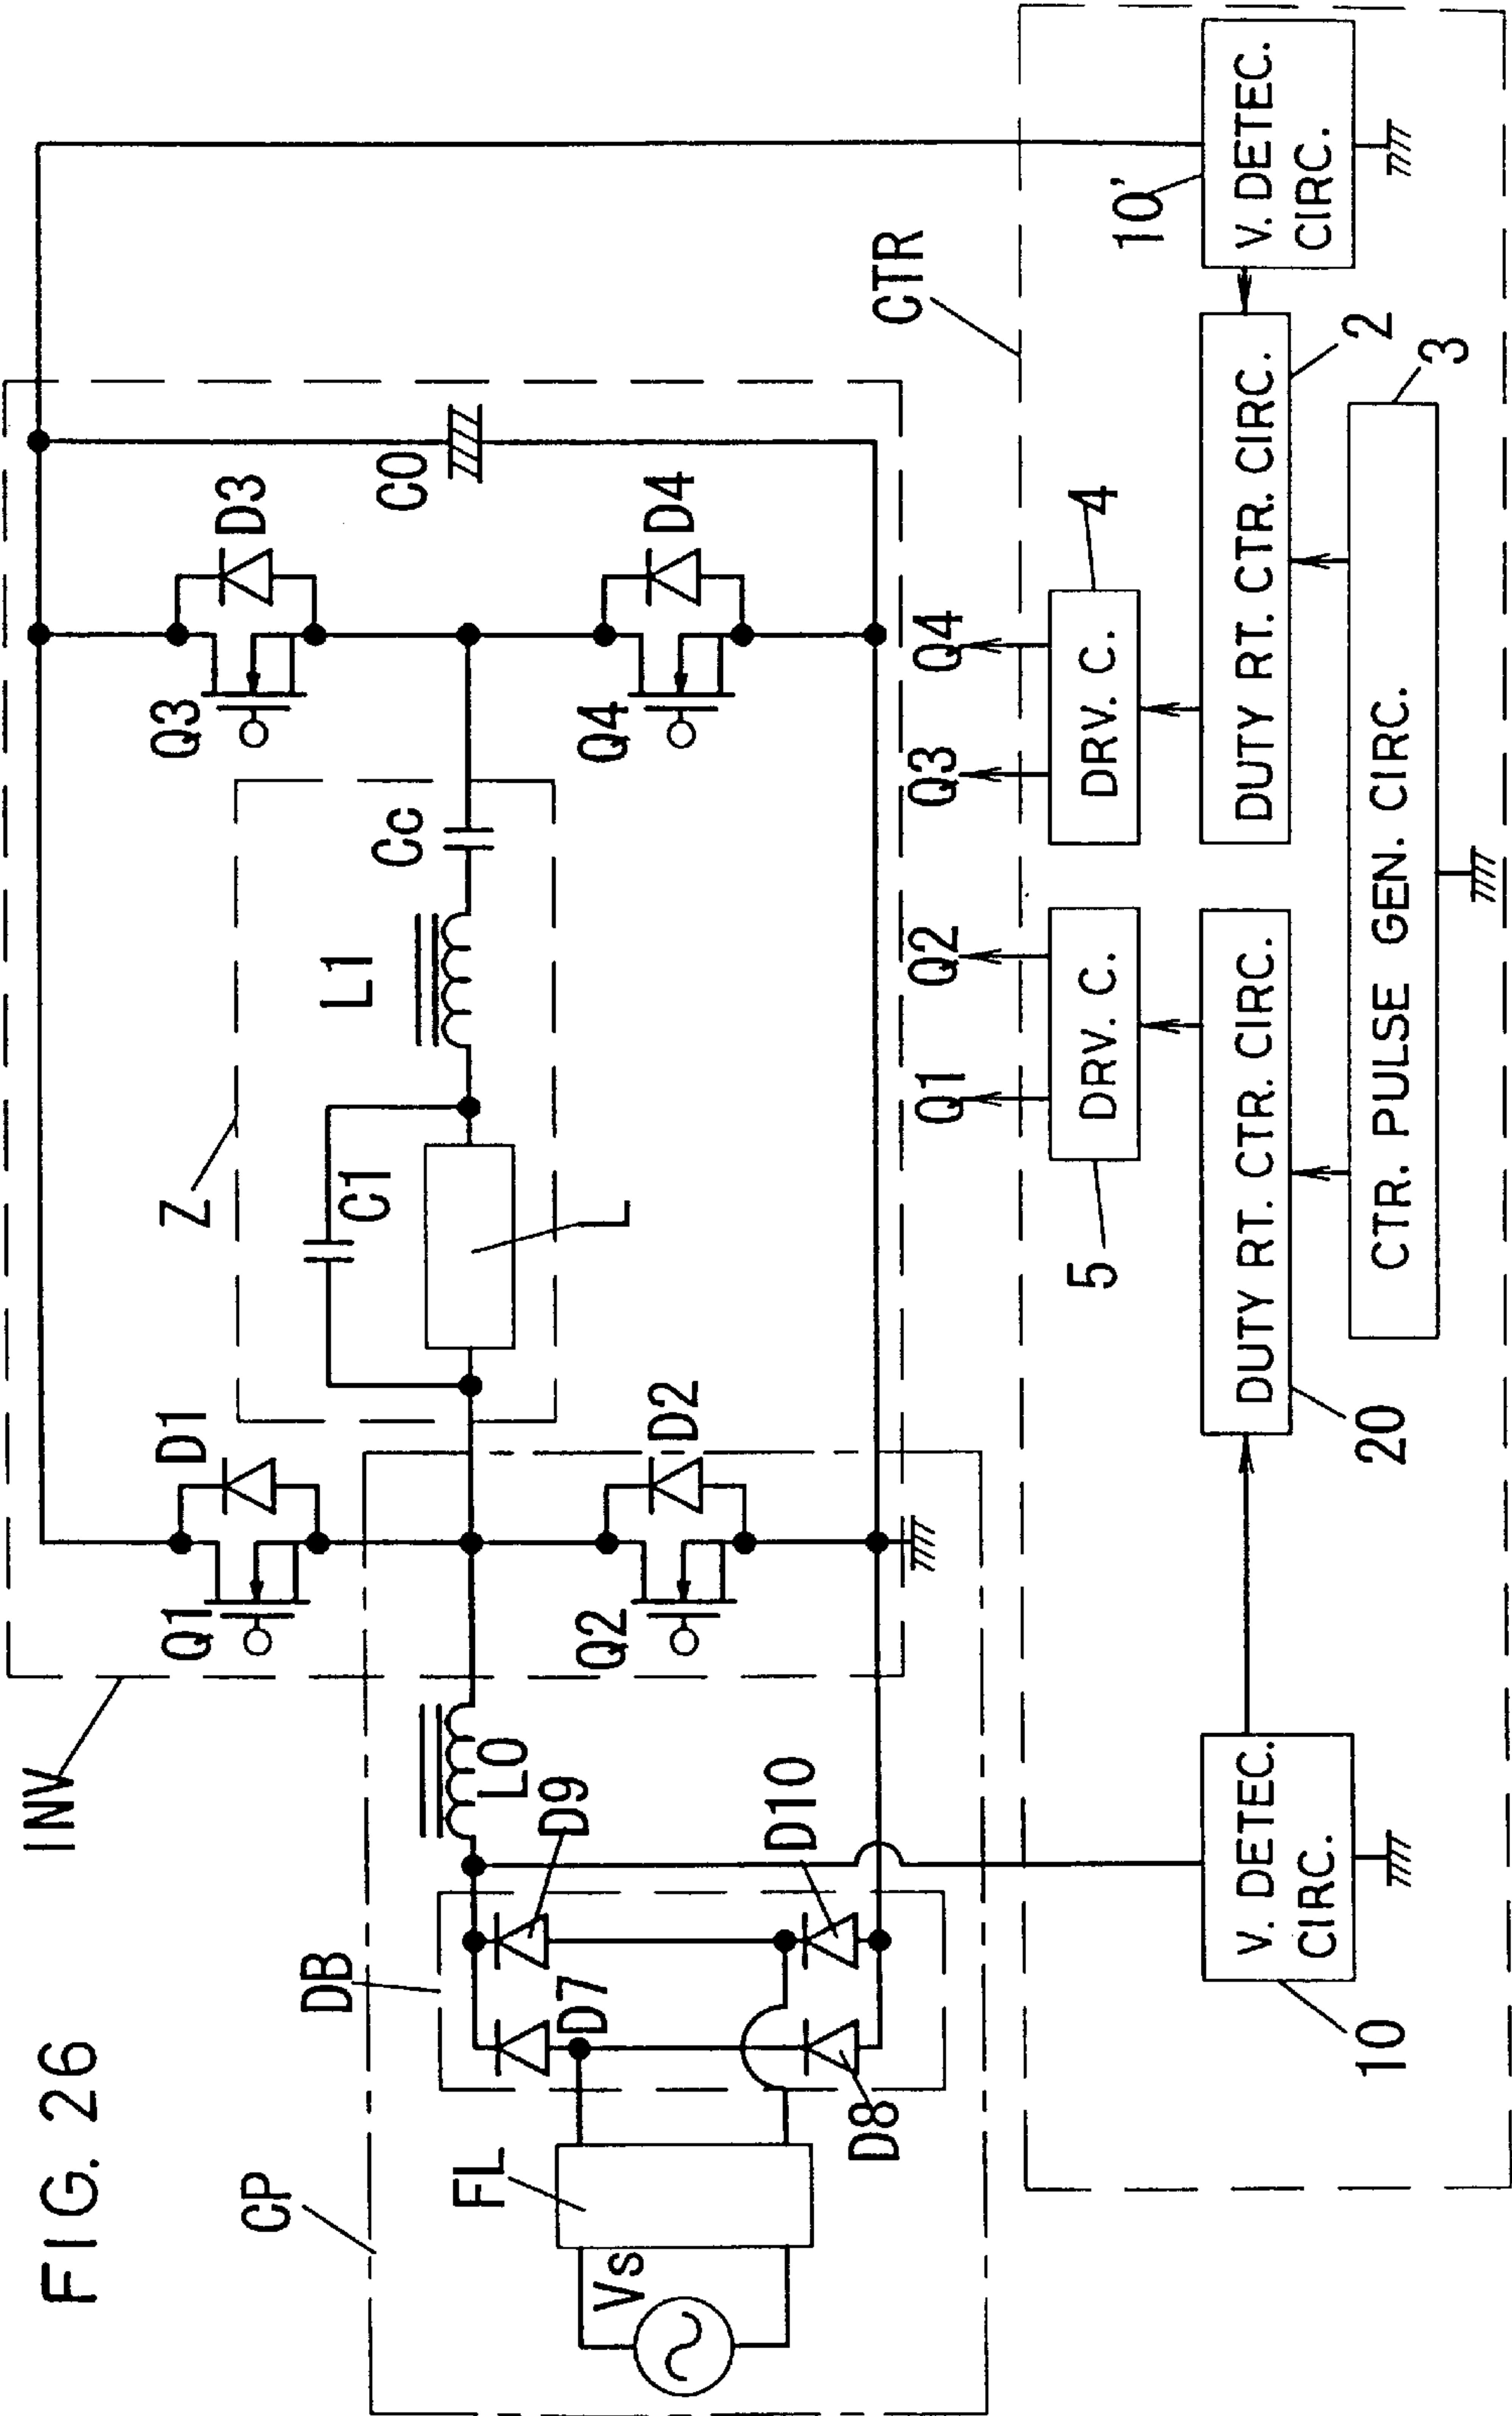 FIG. 26
INV
CP
Q1
D1
Z
Q3
D3
C1
L1
Cc
C0
L
DB
L0
D9
D7
FL
Vs
D8
D10
Q2
D2
Q4
D4
CTR
Q1
Q2
Q3
Q4
5
DRV. C.
DRV. C.
4
10
V. DETEC.
CIRC.
20
DUTY RT. CTR. CIRC.
DUTY RT. CTR. CIRC.
2
10'
V. DETEC.
CIRC.
CTR. PULSE GEN. CIRC.
3